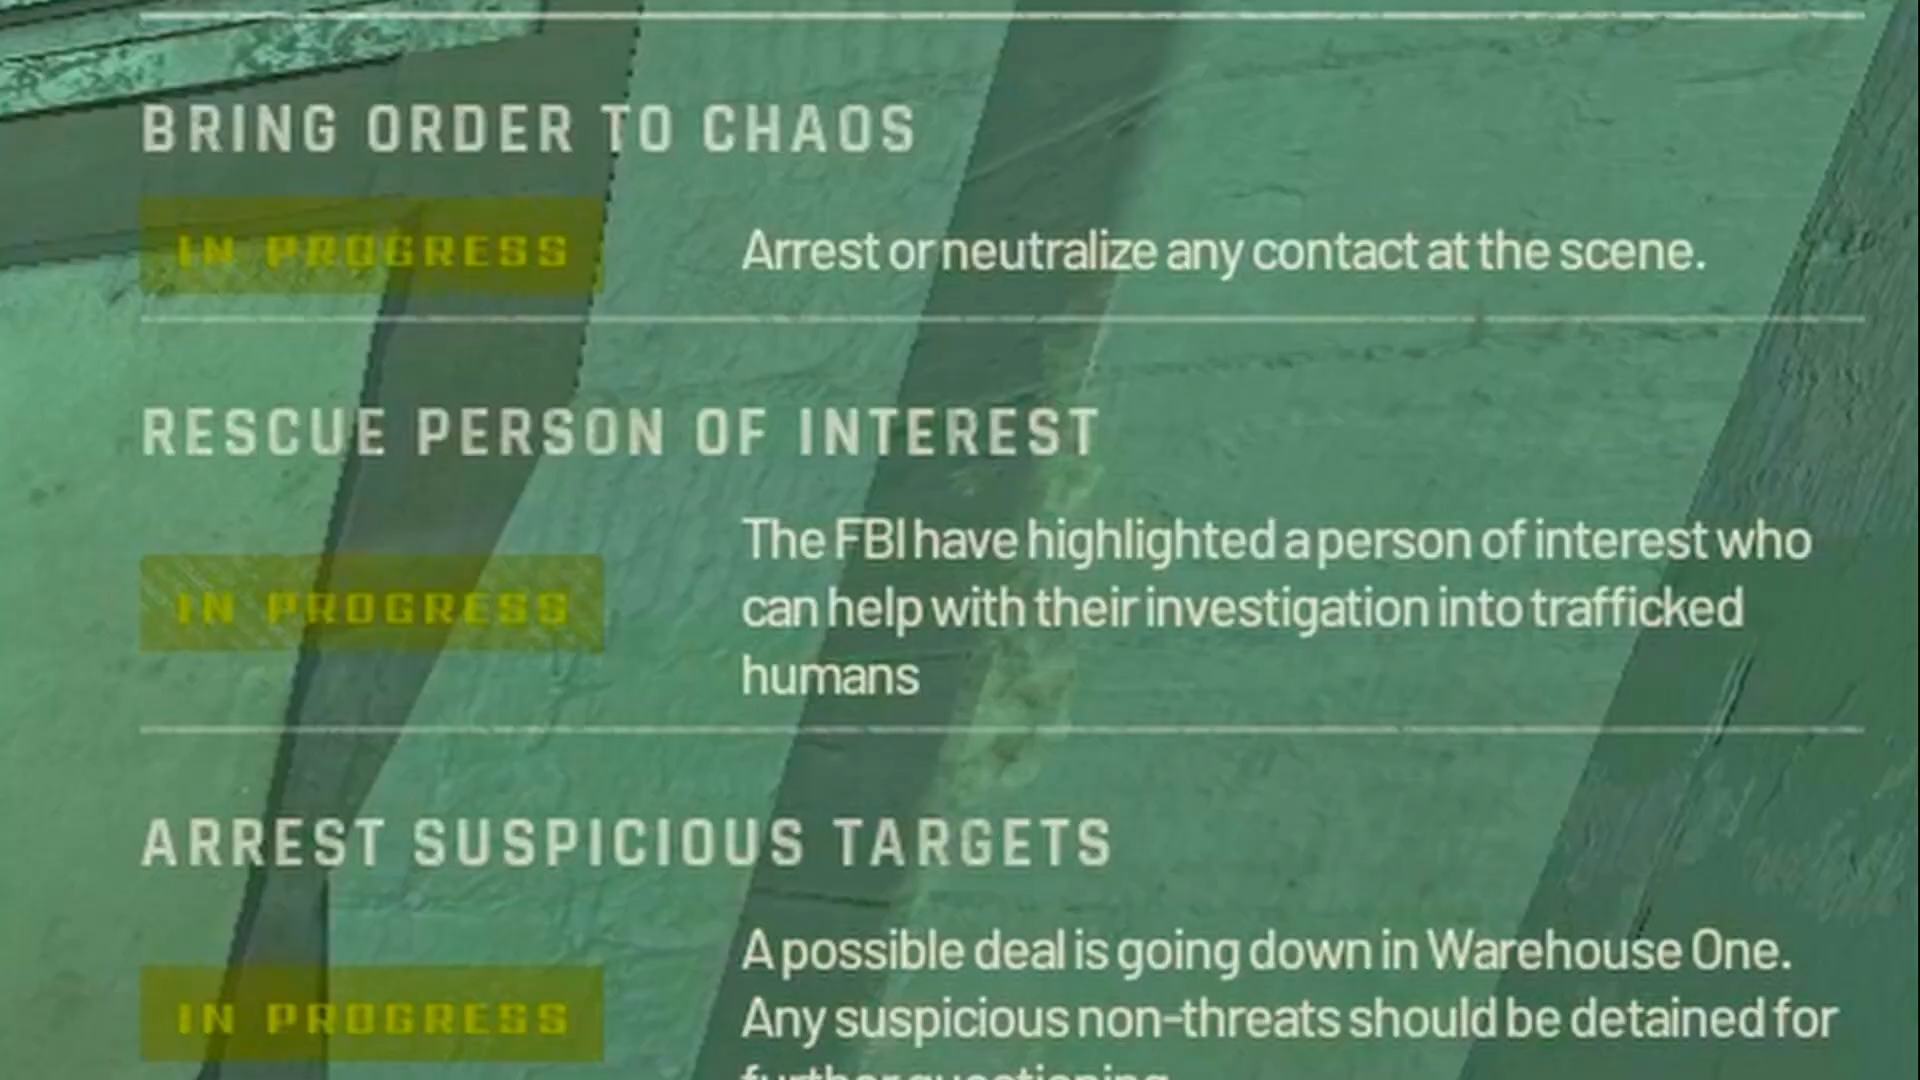 BRING ORDER TO CHAOS
IN PROGRESS
Arrest or neutralize any contact at the scene.
RESCUE PERSON OF INTEREST
IN PROGRESS
The FBI have highlighted a person of interest who
can help with their investigation into trafficked
humans
ARREST SUSPICIOUS TARGETS
IN PROGRESS
A possible deal is going down in Warehouse One.
Any suspicious non-threats should be detained for
further questioning